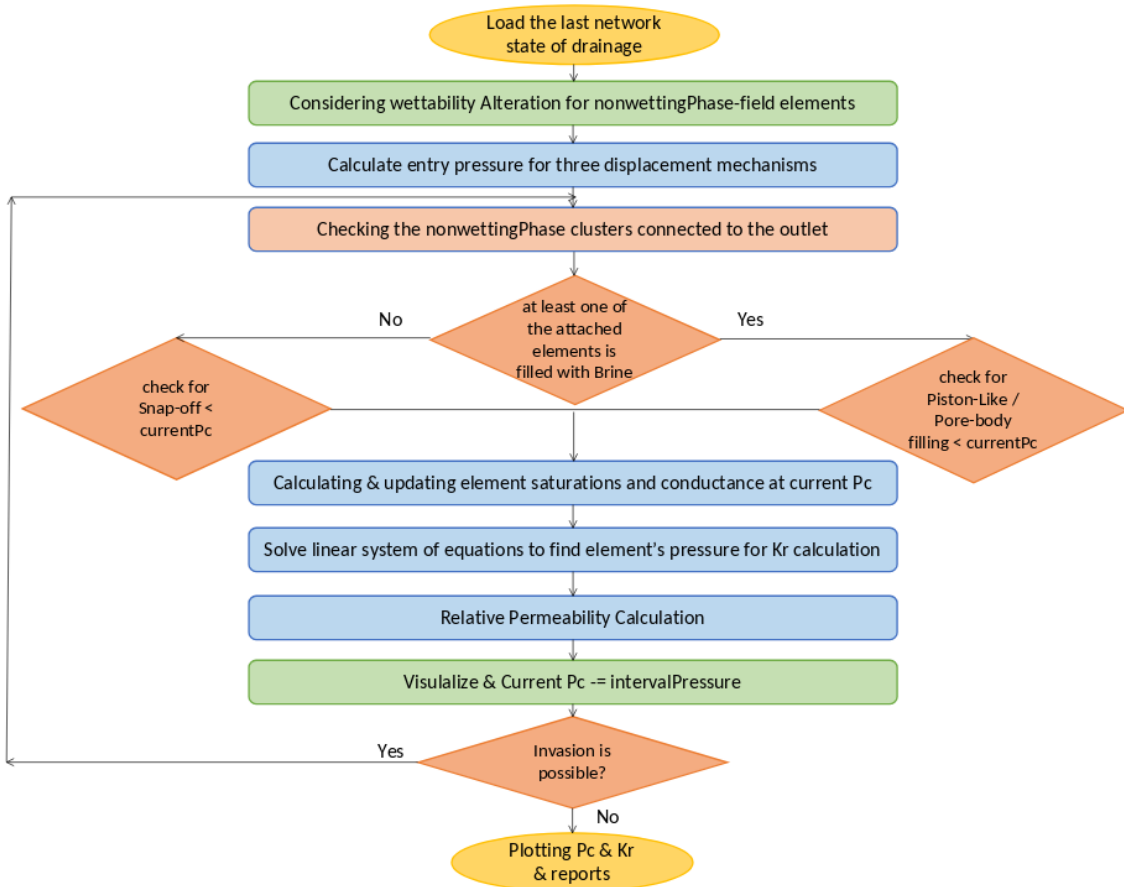 Load the last network
state of drainage
Considering wettability Alteration for nonwettingPhase-field elements
Calculate entry pressure for three displacement mechanisms
Checking the nonwettingPhase clusters connected to the outlet
No
at least one of
the attached
elements is
filled with Brine
Yes
check for
Snap-off <
currentPc
check for
Piston-Like /
Pore-body
filling < currentPc
Calculating & updating element saturations and conductance at current Pc
Solve linear system of equations to find element's pressure for Kr calculation
Relative Permeability Calculation
Visulalize & Current Pc -= intervalPressure
Yes
Invasion is
possible?
No
Plotting Pc & Kr
& reports